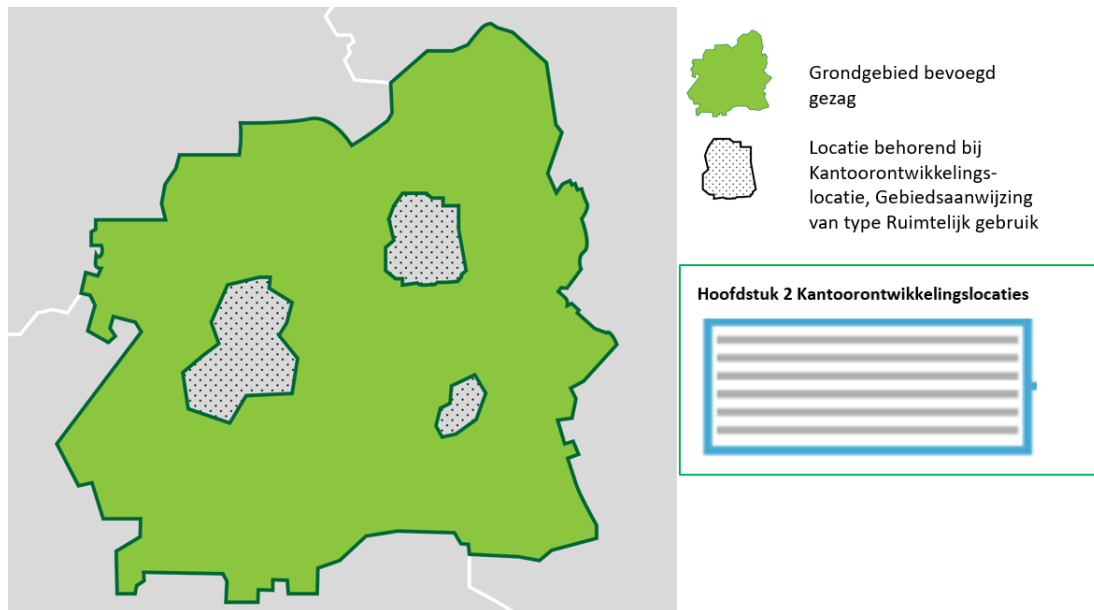 Grondgebied bevoegd
gezag
Locatie behorend bij
Kantoorontwikkelings-
locatie, Gebiedsaanwijzing
van type Ruimtelijk gebruik
Hoofdstuk 2 Kantoorontwikkelingslocaties